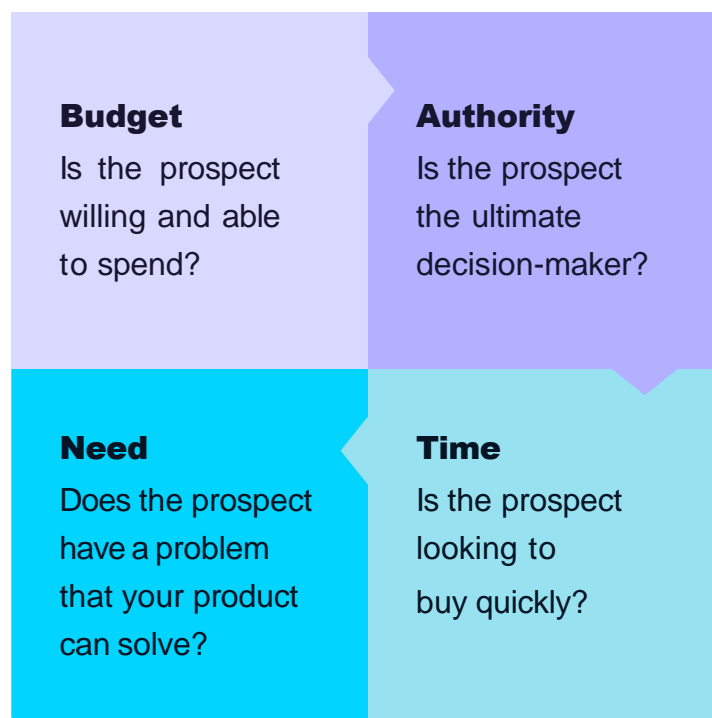 Budget
Is the prospect
willing and able
to spend?
Authority
Is the prospect
the ultimate
decision-maker?
Need
Does the prospect
have a problem
that your product
can solve?
Time
Is the prospect
looking to
buy quickly?